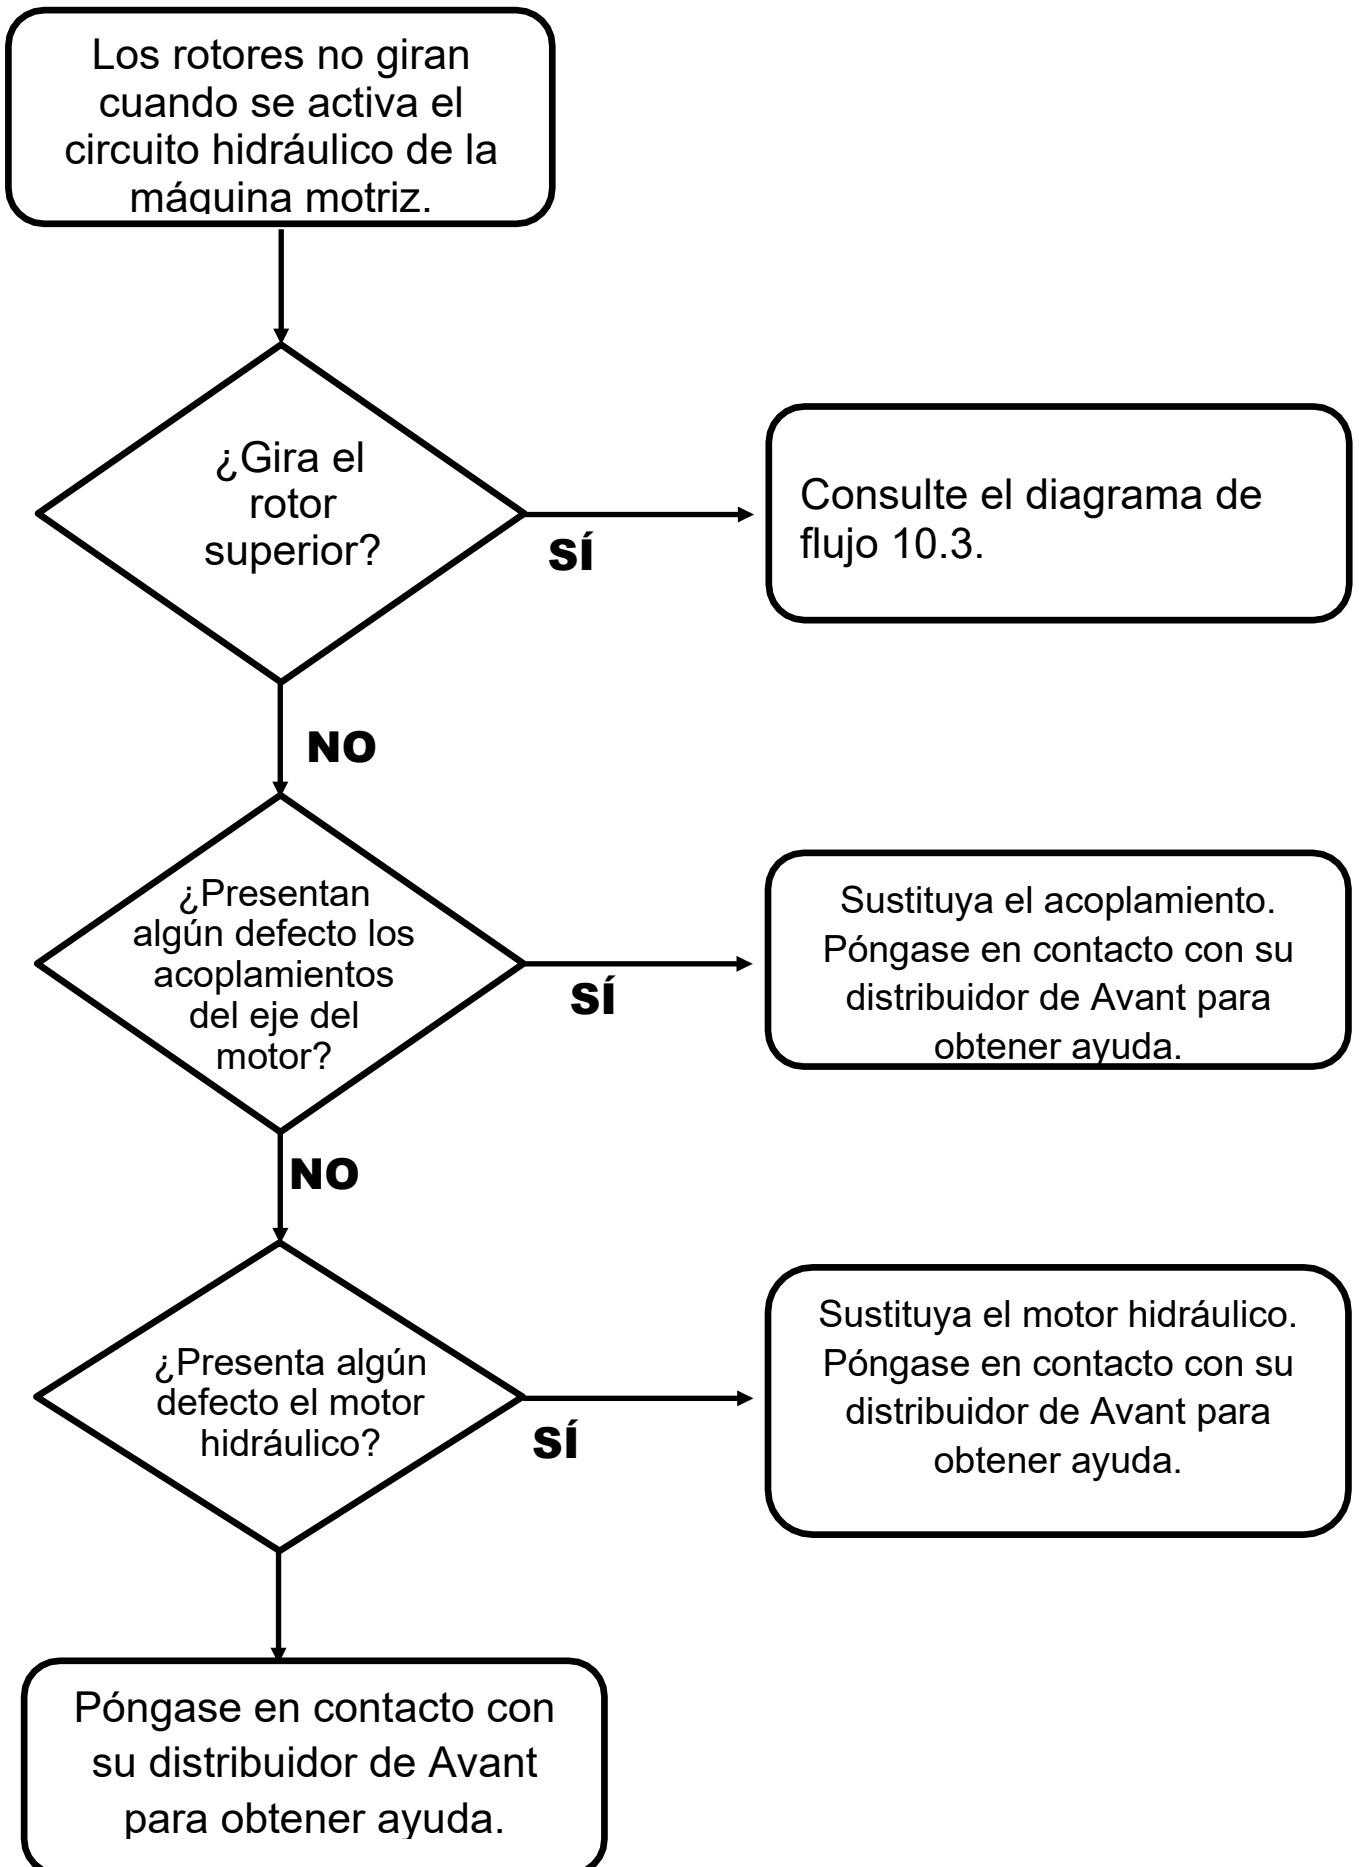 Los rotores no giran
cuando se activa el
circuito hidráulico de la
máquina motriz.
¿Gira el
rotor
superior?
SÍ
Consulte el diagrama de
flujo 10.3.
NO
¿Presentan
algún defecto los
acoplamientos
del eje del
motor?
SÍ
Sustituya el acoplamiento.
Póngase en contacto con su
distribuidor de Avant para
obtener ayuda.
NO
¿Presenta algún
defecto el motor
hidráulico?
SÍ
Sustituya el motor hidráulico.
Póngase en contacto con su
distribuidor de Avant para
obtener ayuda.
Póngase en contacto con
su distribuidor de Avant
para obtener ayuda.